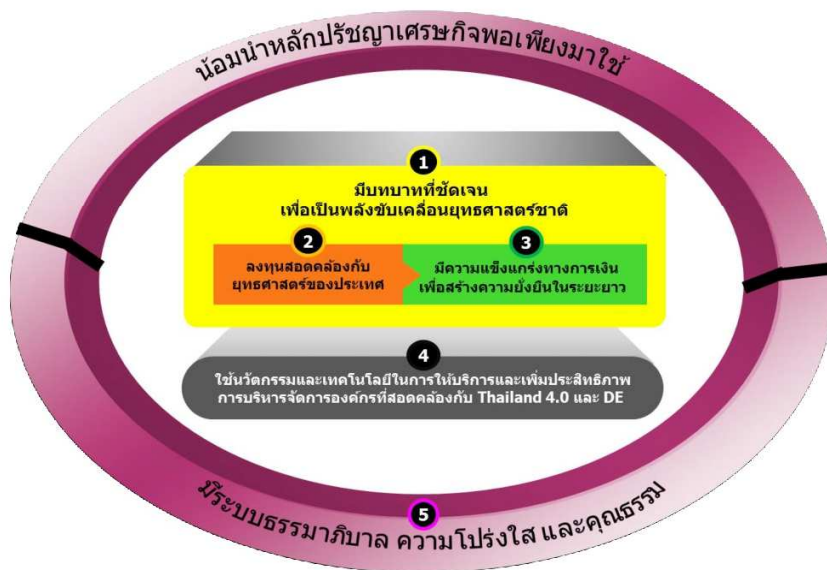 น้อมนำหลักปรัชญาเศรษฐกิจพอเพียงมาใช้
1
มีบทบาทที่ชัดเจน
เพื่อเป็นพลังขับเคลื่อนยุทธศาสตร์ชาติ
2
ลงทุนสอดคล้องกับ
ยุทธศาสตร์ของประเทศ
3
มีความแข็งแกร่งทางการเงิน
เพื่อสร้างความยั่งยืนในระยะยาว
4
ใช้นวัตกรรมและเทคโนโลยีในการให้บริการและเพิ่มประสิทธิภาพ
การบริหารจัดการองค์กรที่สอดคล้องกับ Thailand 4.0 และ DE
5
มีระบบธรรมาภิบาล ความโปร่งใส และคุณธรรม